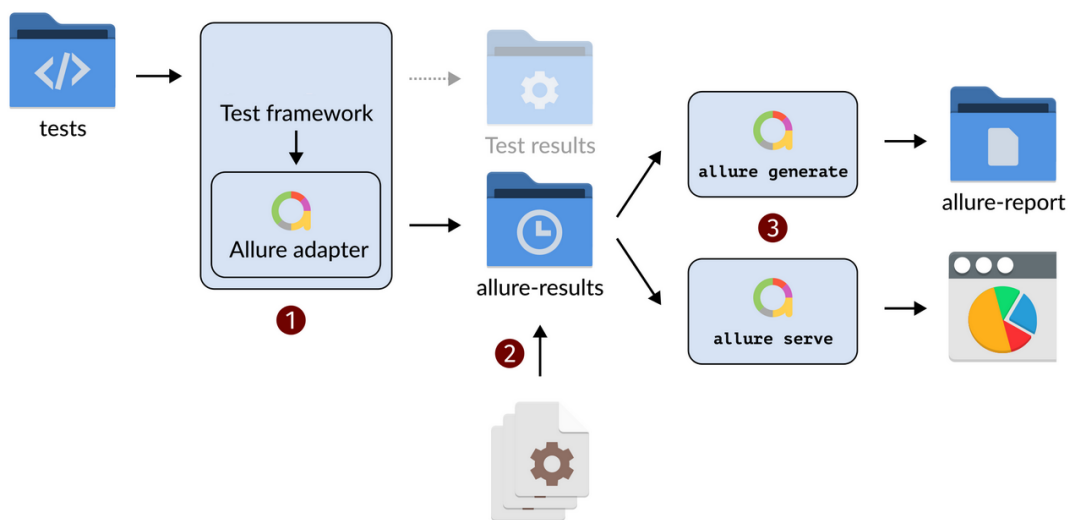 </>
tests
Test framework
Allure adapter
1
Test results
allure-results
2
allure generate
3
allure serve
allure-report